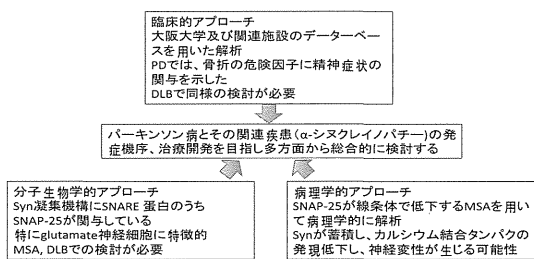 臨床的アプローチ
大阪大学及び関連施設のデーターベー
スを用いた解析
PDでは、骨折の危険因子に精神症状の
関与を示した
DLBで同様の検討が必要
パーキンソン病とその関連疾患(α-シヌクレイノパチー)の発
症機序、治療開発を目指し多方面から総合的に検討する
分子生物学的アプローチ
Syn凝集機構にSNARE 蛋白のうち
SNAP-25が関与している
特にglutamate神経細胞に特徴的
MSA, DLBでの検討が必要
病理学的アプローチ
SNAP-25が線条体で低下するMSAを用い
て病理学的に解析
Synが蓄積し、カルシウム結合タンパクの
発現低下し、神経変性が生じる可能性